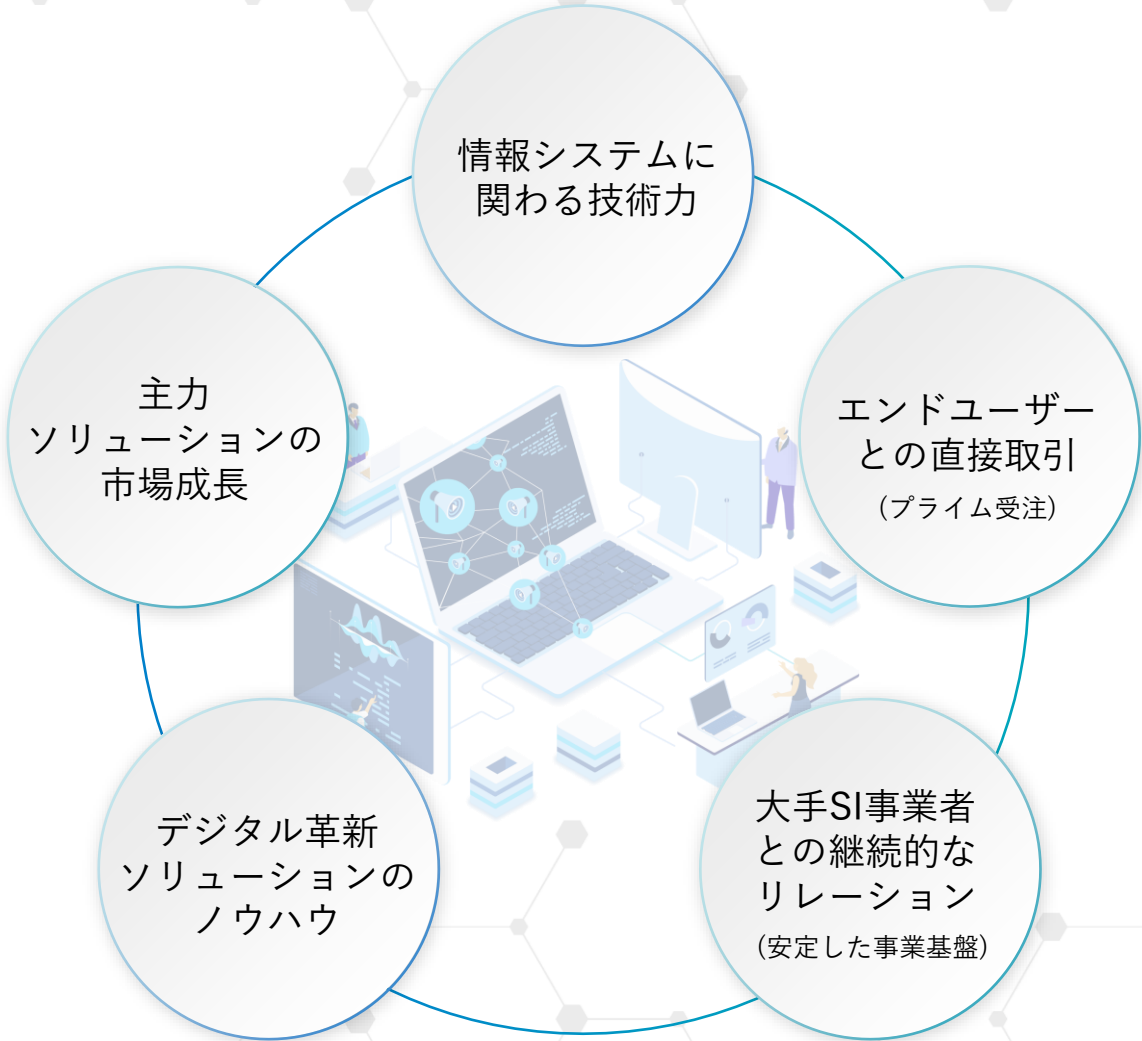 情報システムに
関わる技術力
エンドユーザー
との直接取引
(プライム受注)
大手SI事業者
との継続的な
リレーション
(安定した事業基盤)
デジタル革新
ソリューションの
ノウハウ
主力
ソリューションの
市場成長